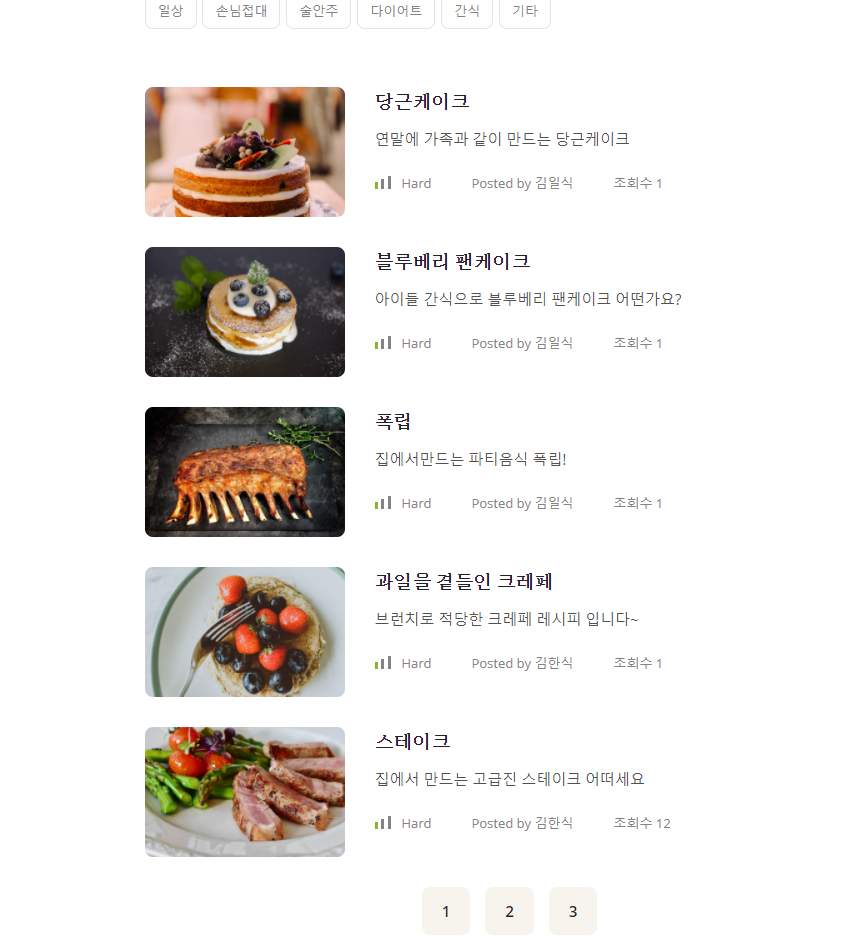 일상 손님접대 술안주 다이어트 간식 기타
당근케이크
연말에 가족과 같이 만드는 당근케이크
Hard Posted by 김일식 조회수 1
블루베리 팬케이크
아이들 간식으로 블루베리 팬케이크 어떤가요?
Hard Posted by 김일식 조회수 1
폭립
집에서만드는 파티음식 폭립!
Hard Posted by 김일식 조회수 1
과일을 곁들인 크레페
브런치로 적당한 크레페 레시피 입니다~
Hard Posted by 김한식 조회수 1
스테이크
집에서 만드는 고급진 스테이크 어떠세요
Hard Posted by 김한식 조회수 12
1 2 3